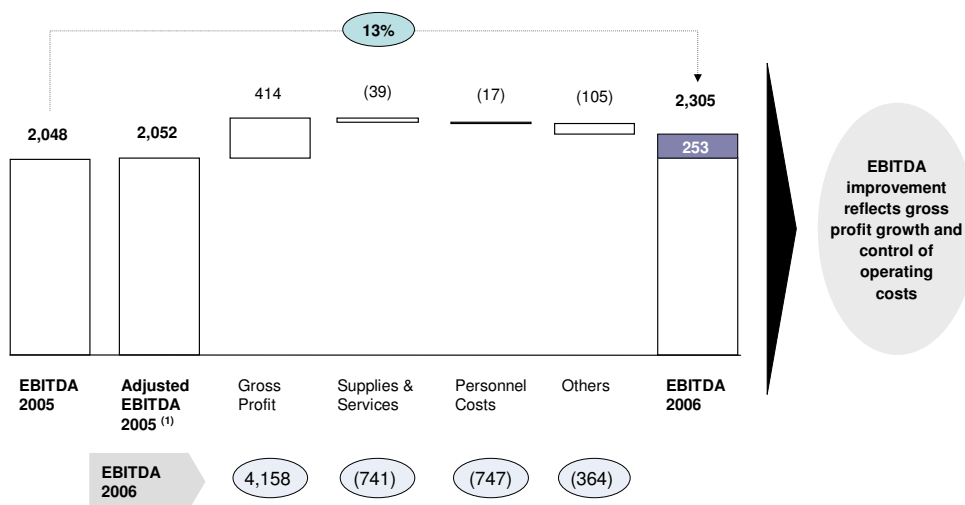 13%
2,048
2,052
414
(39)
(17)
(105)
2,305
253
EBITDA
improvement
reflects gross
profit growth and
control of
operating
costs
EBITDA
2005
Adjusted
EBITDA
2005 (1)
Gross
Profit
Supplies &
Services
Personnel
Costs
Others
EBITDA
2006
EBITDA
2006
4,158
(741)
(747)
(364)